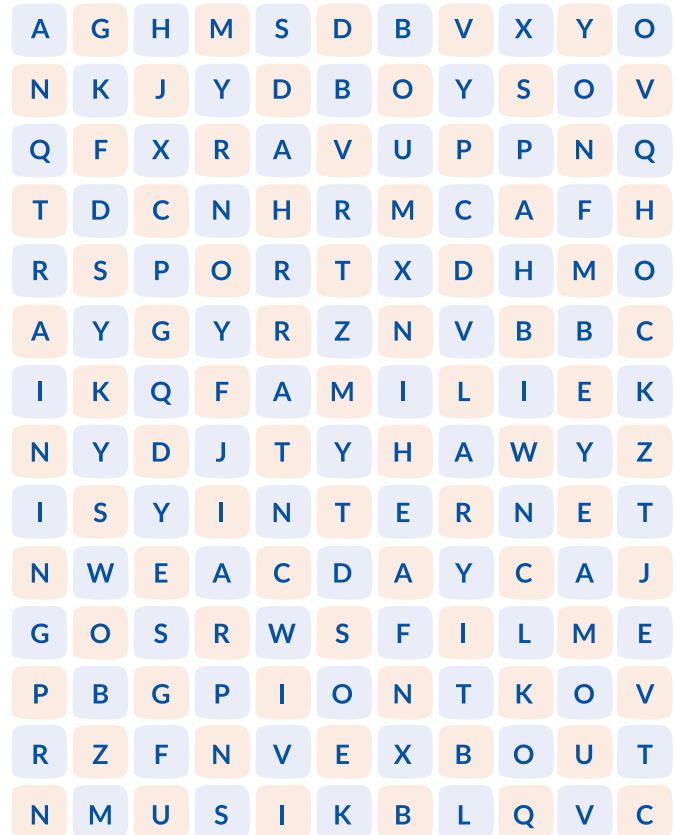 A G H M S D B V X Y O
N K J Y D B O Y S O V
Q F X R A V U P P N Q
T D C N H R M C A F H
R S P O R T X D H M O
A Y G Y R Z N V B B C
I K Q F A M I L I E K
N Y D J T Y H A W Y Z
I S Y I N T E R N E T
N W E A C D A Y C A J
G O S R W S F I L M E
P B G P I O N T K O V
R Z F N V E X B O U T
N M U S I K B L Q V C